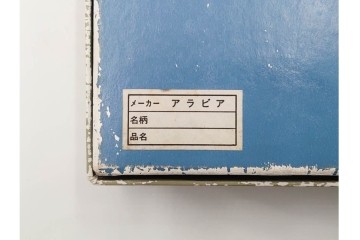 メーカー アラビア
名柄
品名